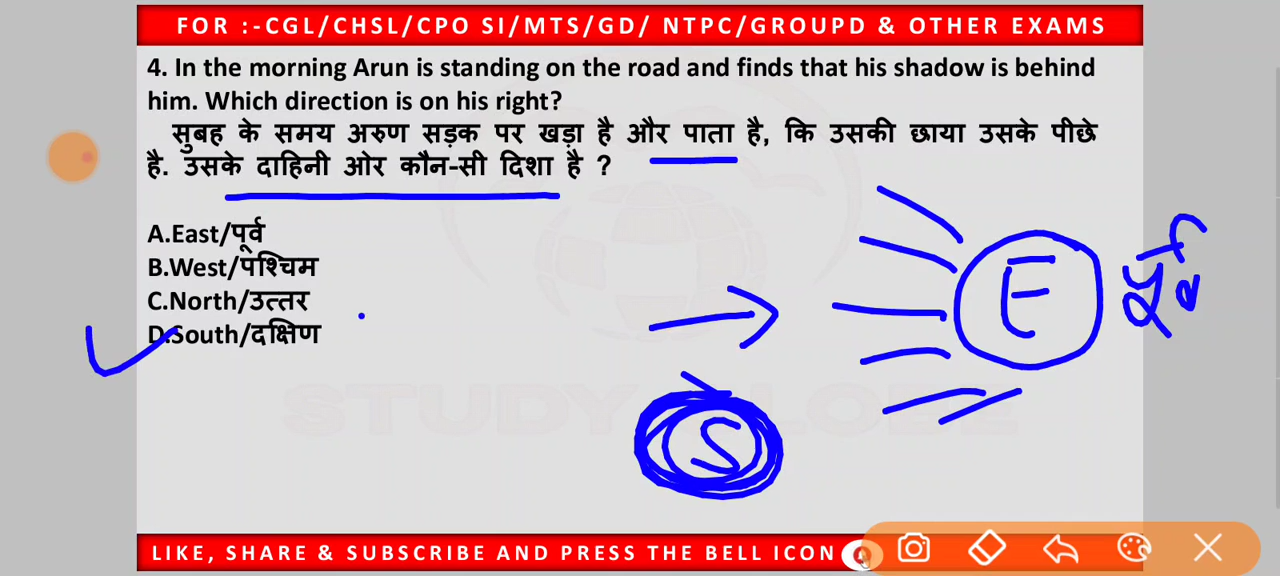 FOR :-CGL/CHSL/CPO SI/MTS/GD/ NTPC/GROUPD & OTHER EXAMS
4. In the morning Arun is standing on the road and finds that his shadow is behind
him. Which direction is on his right?
सुबह के समय अरुण सड़क पर खड़ा है और पाता है, कि उसकी छाया उसके पीछे
है. उसके दाहिनी ओर कौन-सी दिशा है ?
A.East/पूर्व
B.West/पश्चिम
C.North/उत्तर
D.South/दक्षिण
E
पूर्व
S
STUDY GLOBE
LIKE, SHARE & SUBSCRIBE AND PRESS THE BELL ICON